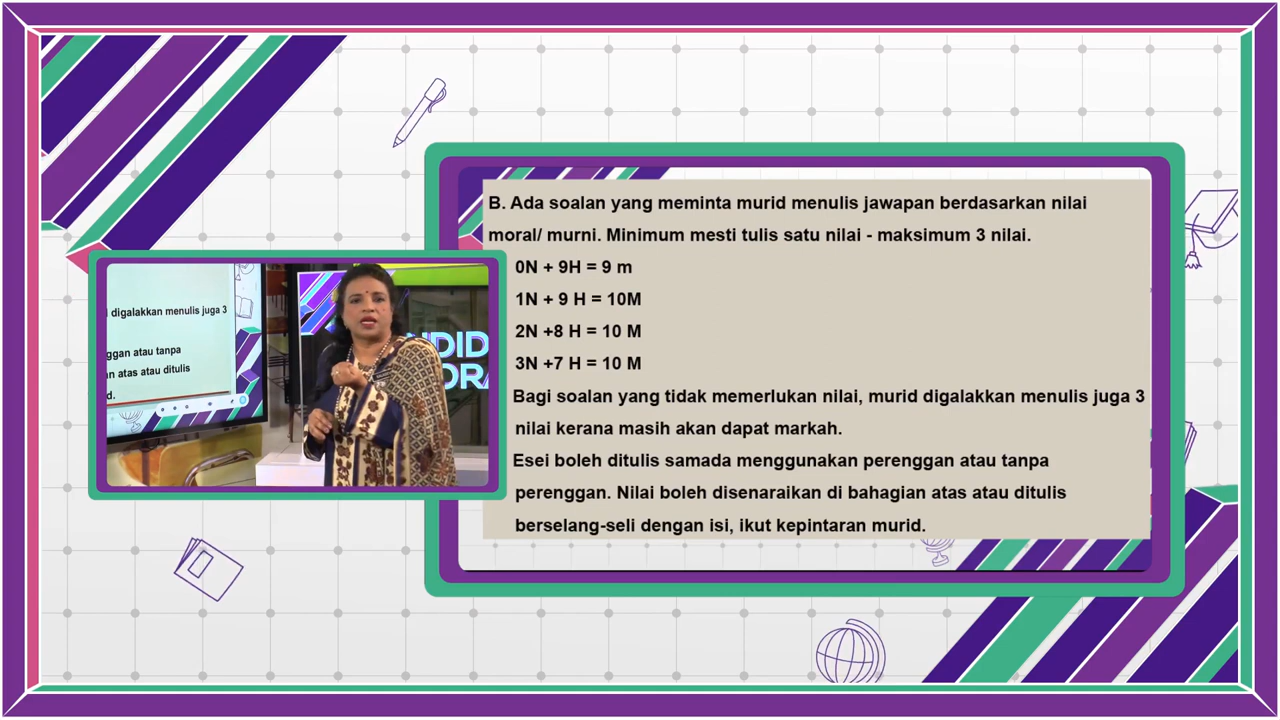 B. Ada soalan yang meminta murid menulis jawapan berdasarkan nilai
moral/ murni. Minimum mesti tulis satu nilai - maksimum 3 nilai.
0N + 9H = 9 m
1N + 9 H = 10M
2N +8 H = 10 M
3N +7 H = 10 M
Bagi soalan yang tidak memerlukan nilai, murid digalakkan menulis juga 3
nilai kerana masih akan dapat markah.
Esei boleh ditulis samada menggunakan perenggan atau tanpa
perenggan. Nilai boleh disenaraikan di bahagian atas atau ditulis
berselang-seli dengan isi, ikut kepintaran murid.
digalakkan menulis juga 3
ggan atau tanpa
n atas atau ditulis
d.
NDID
ORA